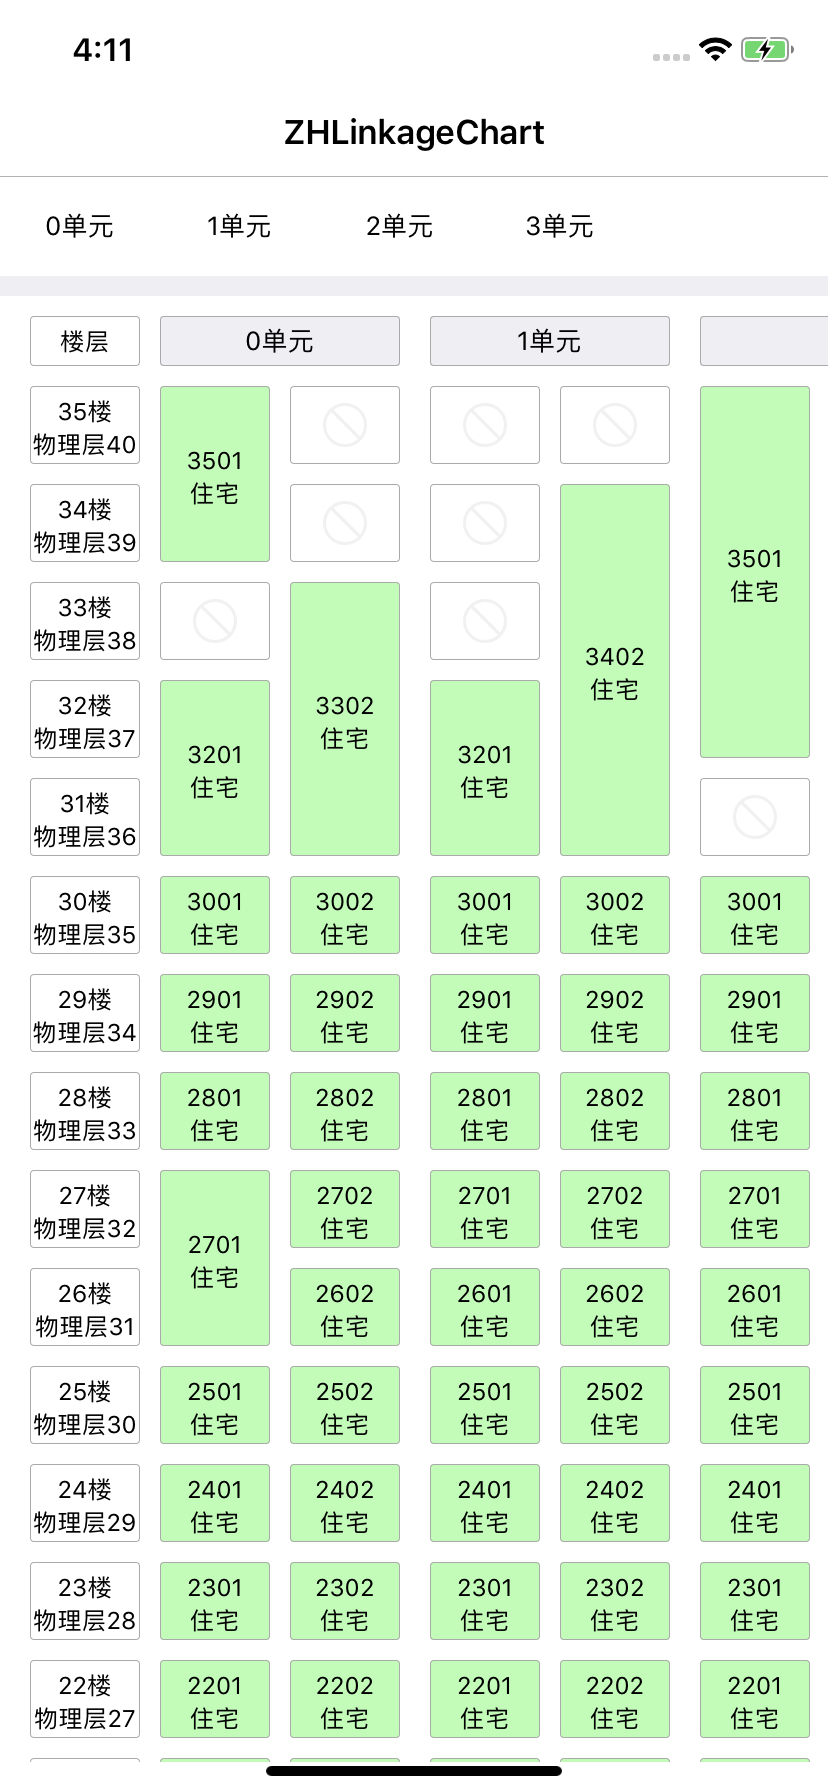 4:11
ZHLinkageChart
0单元 1单元 2单元 3单元
楼层 0单元 1单元
35楼
物理层40
3501
住宅
34楼
物理层39
3501
住宅
33楼
物理层38
3402
住宅
32楼
物理层37
3302
住宅
3201
住宅
3201
住宅
31楼
物理层36
30楼 3001 3002 3001 3002 3001
物理层35 住宅 住宅 住宅 住宅 住宅
29楼 2901 2902 2901 2902 2901
物理层34 住宅 住宅 住宅 住宅 住宅
28楼 2801 2802 2801 2802 2801
物理层33 住宅 住宅 住宅 住宅 住宅
27楼 2702 2701 2702 2701
物理层32 住宅 住宅 住宅 住宅
2701
住宅
26楼 2602 2601 2602 2601
物理层31 住宅 住宅 住宅 住宅
25楼 2501 2502 2501 2502 2501
物理层30 住宅 住宅 住宅 住宅 住宅
24楼 2401 2402 2401 2402 2401
物理层29 住宅 住宅 住宅 住宅 住宅
23楼 2301 2302 2301 2302 2301
物理层28 住宅 住宅 住宅 住宅 住宅
22楼 2201 2202 2201 2202 2201
物理层27 住宅 住宅 住宅 住宅 住宅